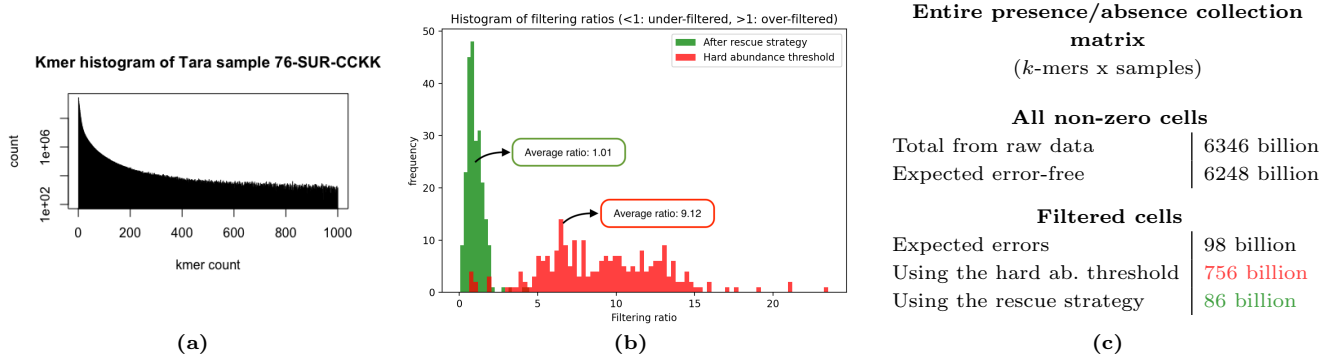 Kmer histogram of Tara sample 76-SUR-CCKK
count
1e+06
1e+02
0 200 400 600 800 1000
kmer count
(a)
Histogram of filtering ratios (<1: under-filtered, >1: over-filtered)
After rescue strategy
Hard abundance threshold
Average ratio: 1.01
Average ratio: 9.12
frequency
50
40
30
20
10
0
0 5 10 15 20
Filtering ratio
(b)
Entire presence/absence collection
matrix
(k-mers x samples)
All non-zero cells
Total from raw data 6346 billion
Expected error-free 6248 billion
Filtered cells
Expected errors 98 billion
Using the hard ab. threshold 756 billion
Using the rescue strategy 86 billion
(c)